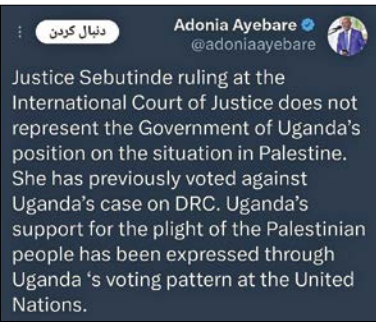 دنبال کردن
Adonia Ayebare
@adoniaayebare
Justice Sebutinde ruling at the
International Court of Justice does not
represent the Government of Uganda's
position on the situation in Palestine.
She has previously voted against
Uganda's case on DRC. Uganda's
support for the plight of the Palestinian
people has been expressed through
Uganda 's voting pattern at the United
Nations.